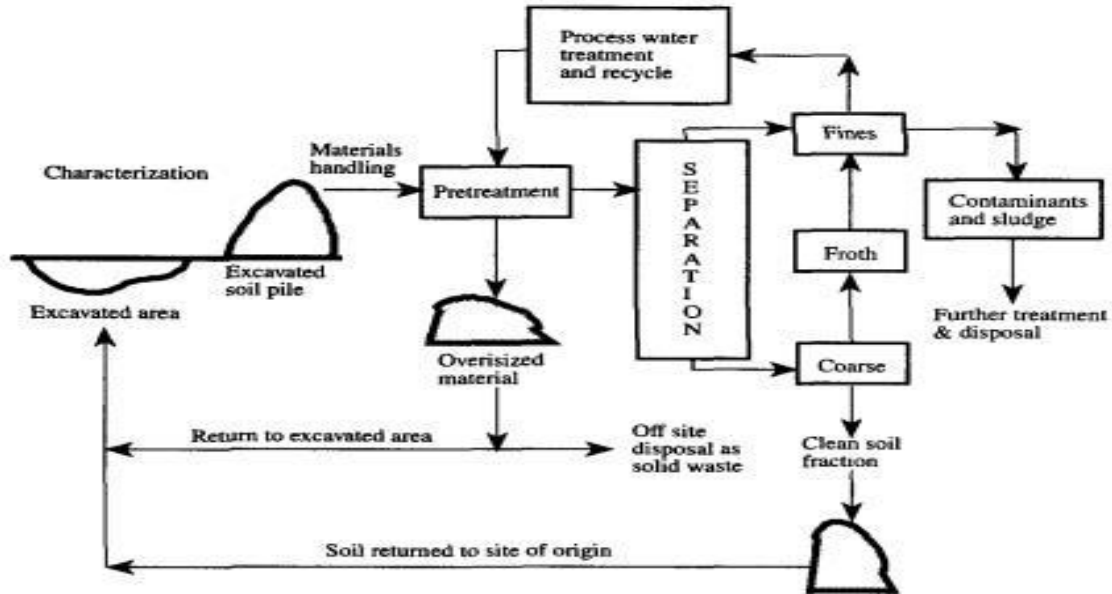 Process water
treatment
and recycle
Fines
Materials
handling
Characterization
Pretreatment
SEPARATION
Contaminants
and sludge
Froth
Excavated
soil pile
Excavated area
Further treatment
& disposal
Overisized
material
Coarse
Return to excavated area
Off site
disposal as
solid waste
Clean soil
fraction
Soil returned to site of origin